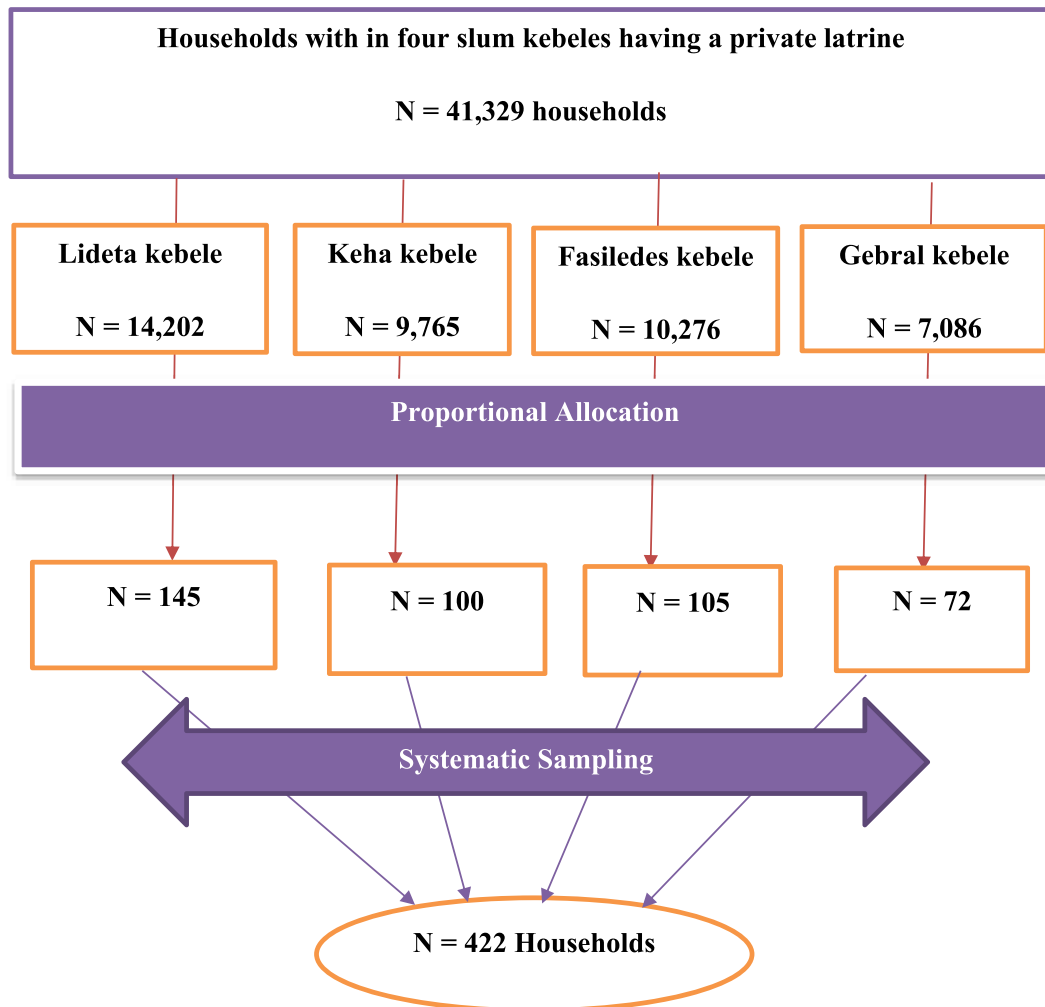 Households with in four slum kebeles having a private latrine
N = 41,329 households
Lideta kebele
N = 14,202
Keha kebele
N = 9,765
Fasiledes kebele
N = 10,276
Gebral kebele
N = 7,086
Proportional Allocation
N = 145
N = 100
N = 105
N = 72
Systematic Sampling
N = 422 Households